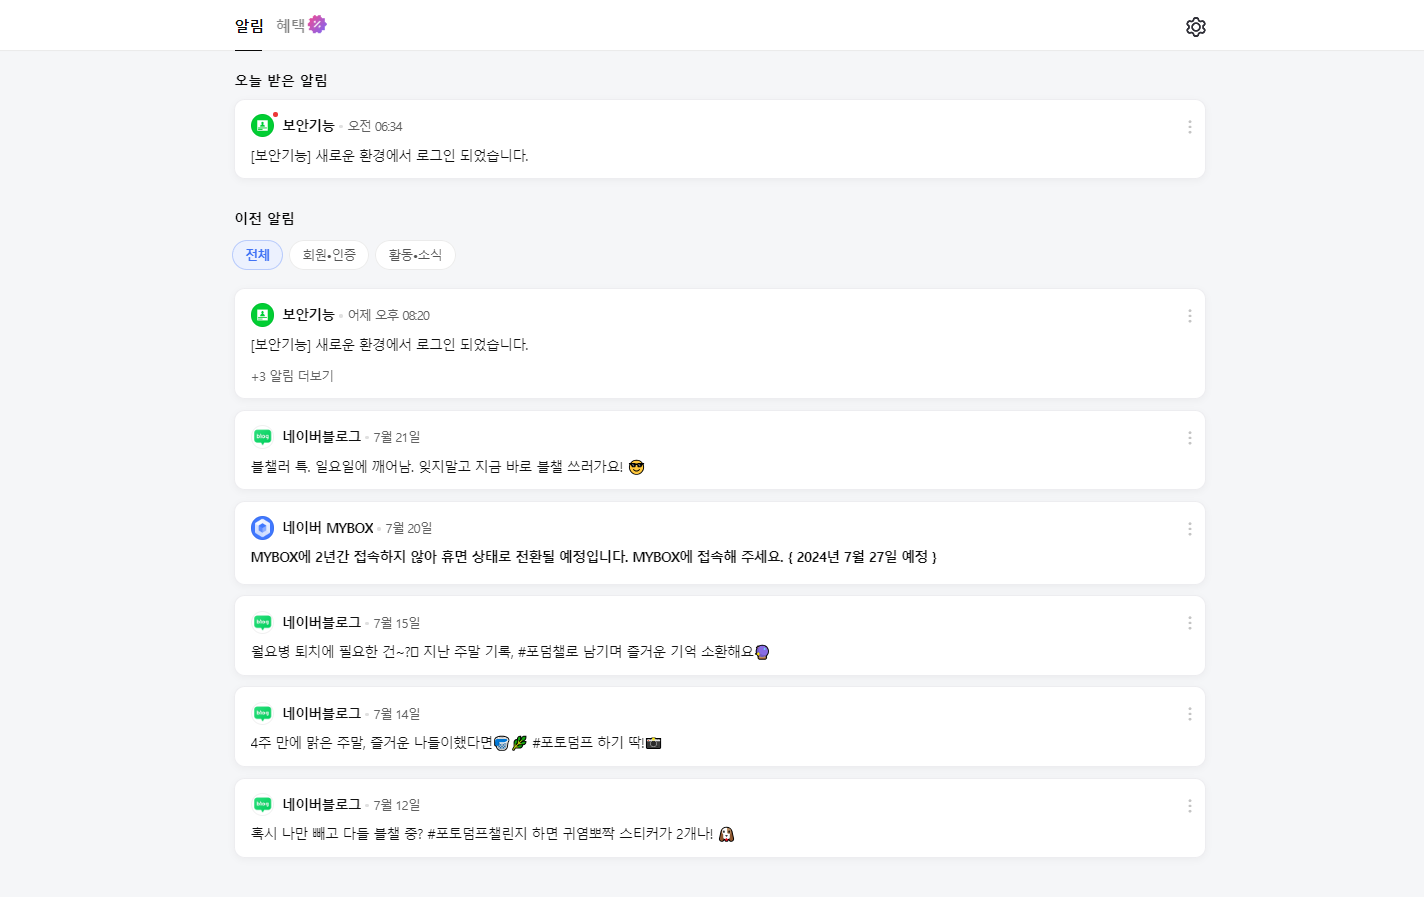 알림 혜택
오늘 받은 알림
보안기능 오전 06:34
[보안기능] 새로운 환경에서 로그인 되었습니다.
이전 알림
전체 회원•인증 활동•소식
보안기능 어제 오후 08:20
[보안기능] 새로운 환경에서 로그인 되었습니다.
+3 알림 더보기
blog 네이버블로그 7월 21일
블챌러 특. 일요일에 깨어남. 잊지말고 지금 바로 블챌 쓰러가요! 😎
네이버 MYBOX 7월 20일
MYBOX에 2년간 접속하지 않아 휴면 상태로 전환될 예정입니다. MYBOX에 접속해 주세요. { 2024년 7월 27일 예정 }
blog 네이버블로그 7월 15일
월요병 퇴치에 필요한 건~? 지난 주말 기록, #포덤챌로 남기며 즐거운 기억 소환해요🔮
blog 네이버블로그 7월 14일
4주 만에 맑은 주말, 즐거운 나들이했다면 🌿 #포토덤프 하기 딱!📸
blog 네이버블로그 7월 12일
혹시 나만 빼고 다들 블챌 중? #포토덤프챌린지 하면 귀염뽀짝 스티커가 2개나! 🐶